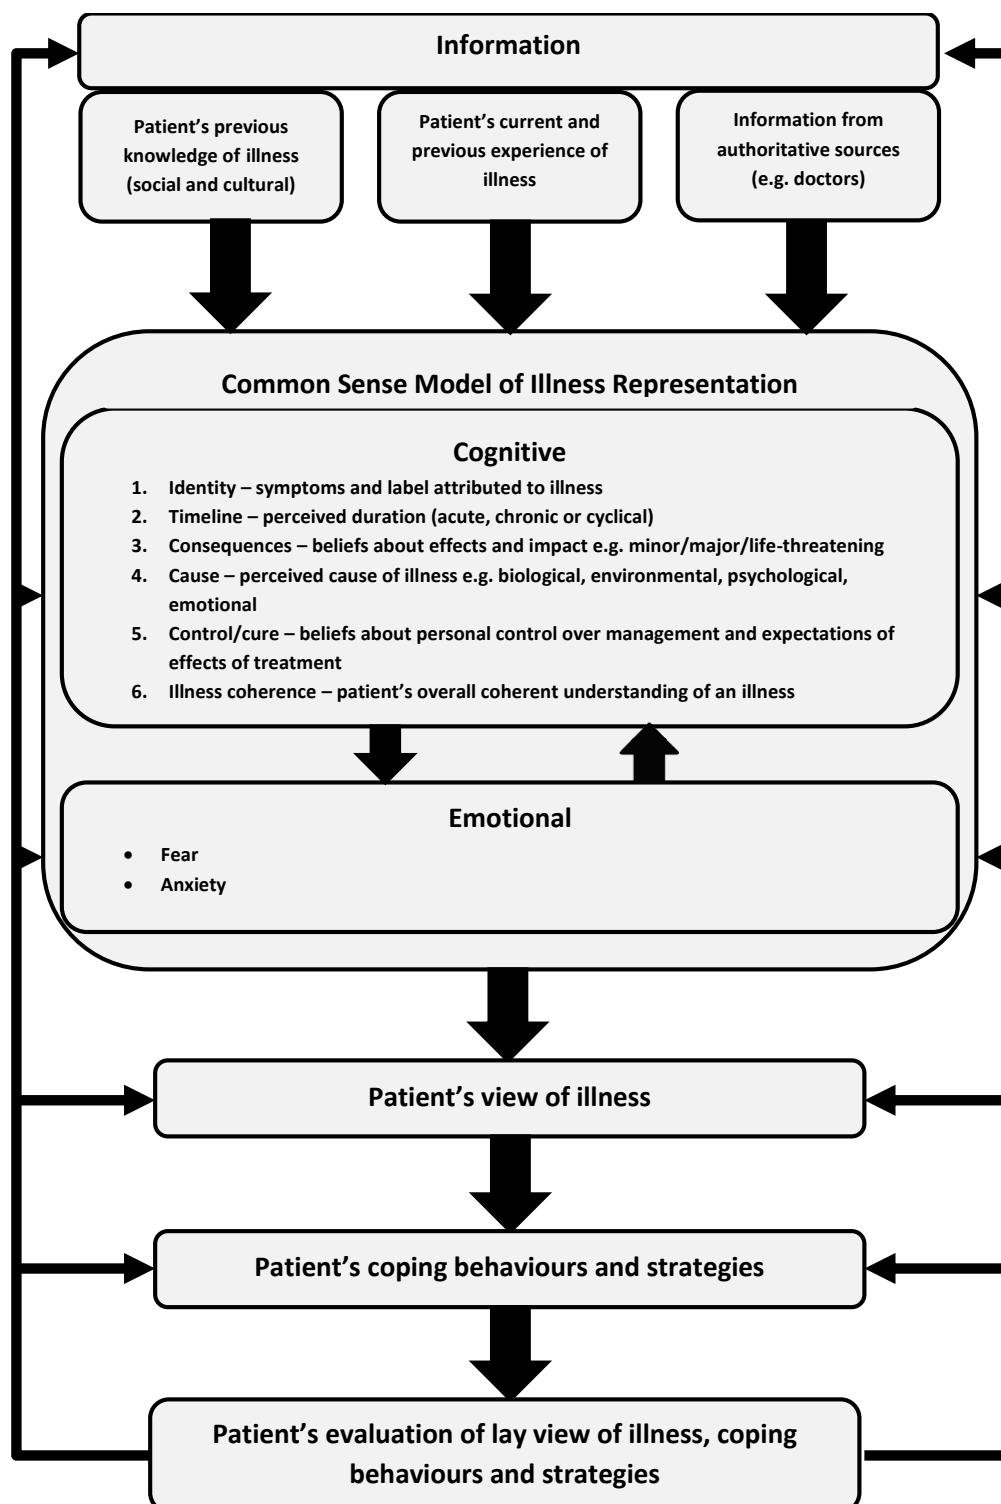 Information
Patient's previous
knowledge of illness
(social and cultural)
Patient's current and
previous experience of
illness
Information from
authoritative sources
(e.g. doctors)
Common Sense Model of Illness Representation
Cognitive
1. Identity – symptoms and label attributed to illness
2. Timeline – perceived duration (acute, chronic or cyclical)
3. Consequences – beliefs about effects and impact e.g. minor/major/life-threatening
4. Cause – perceived cause of illness e.g. biological, environmental, psychological,
emotional
5. Control/cure – beliefs about personal control over management and expectations of
effects of treatment
6. Illness coherence – patient's overall coherent understanding of an illness
Emotional
• Fear
• Anxiety
Patient's view of illness
Patient's coping behaviours and strategies
Patient's evaluation of lay view of illness, coping
behaviours and strategies